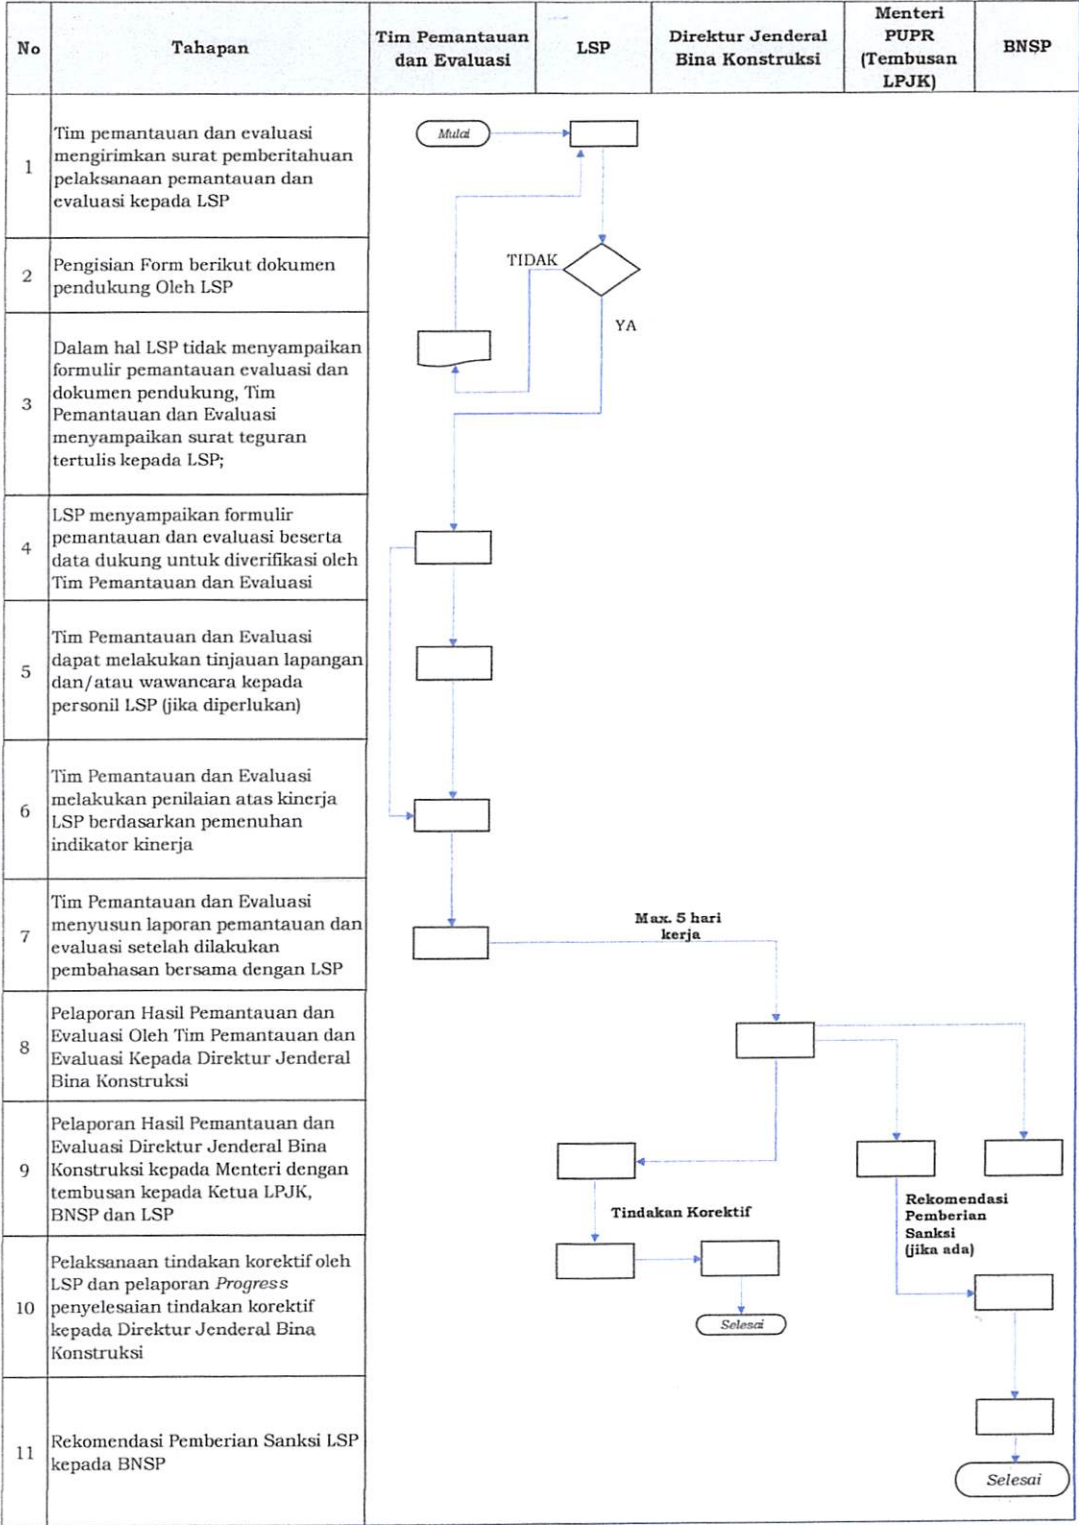 No
Tahapan
Tim Pemantauan
dan Evaluasi
LSP
Direktur Jenderal
Bina Konstruksi
Menteri
PUPR
(Tembusan
LPJK)
BNSP
1
Tim pemantauan dan evaluasi
mengirimkan surat pemberitahuan
pelaksanaan pemantauan dan
evaluasi kepada LSP
Mulai
2
Pengisian Form berikut dokumen
pendukung Oleh LSP
TIDAK
YA
3
Dalam hal LSP tidak menyampaikan
formulir pemantauan evaluasi dan
dokumen pendukung, Tim
Pemantauan dan Evaluasi
menyampaikan surat teguran
tertulis kepada LSP;
4
LSP menyampaikan formulir
pemantauan dan evaluasi beserta
data dukung untuk diverifikasi oleh
Tim Pemantauan dan Evaluasi
5
Tim Pemantauan dan Evaluasi
dapat melakukan tinjauan lapangan
dan/atau wawancara kepada
personil LSP (jika diperlukan)
6
Tim Pemantauan dan Evaluasi
melakukan penilaian atas kinerja
LSP berdasarkan pemenuhan
indikator kinerja
7
Tim Pemantauan dan Evaluasi
menyusun laporan pemantauan dan
evaluasi setelah dilakukan
pembahasan bersama dengan LSP
Max. 5 hari
kerja
8
Pelaporan Hasil Pemantauan dan
Evaluasi Oleh Tim Pemantauan dan
Evaluasi Kepada Direktur Jenderal
Bina Konstruksi
9
Pelaporan Hasil Pemantauan dan
Evaluasi Direktur Jenderal Bina
Konstruksi kepada Menteri dengan
tembusan kepada Ketua LPJK,
BNSP dan LSP
Tindakan Korektif
Rekomendasi
Pemberian
Sanksi
(jika ada)
10
Pelaksanaan tindakan korektif oleh
LSP dan pelaporan Progress
penyelesaian tindakan korektif
kepada Direktur Jenderal Bina
Konstruksi
Selesai
11
Rekomendasi Pemberian Sanksi LSP
kepada BNSP
Selesai